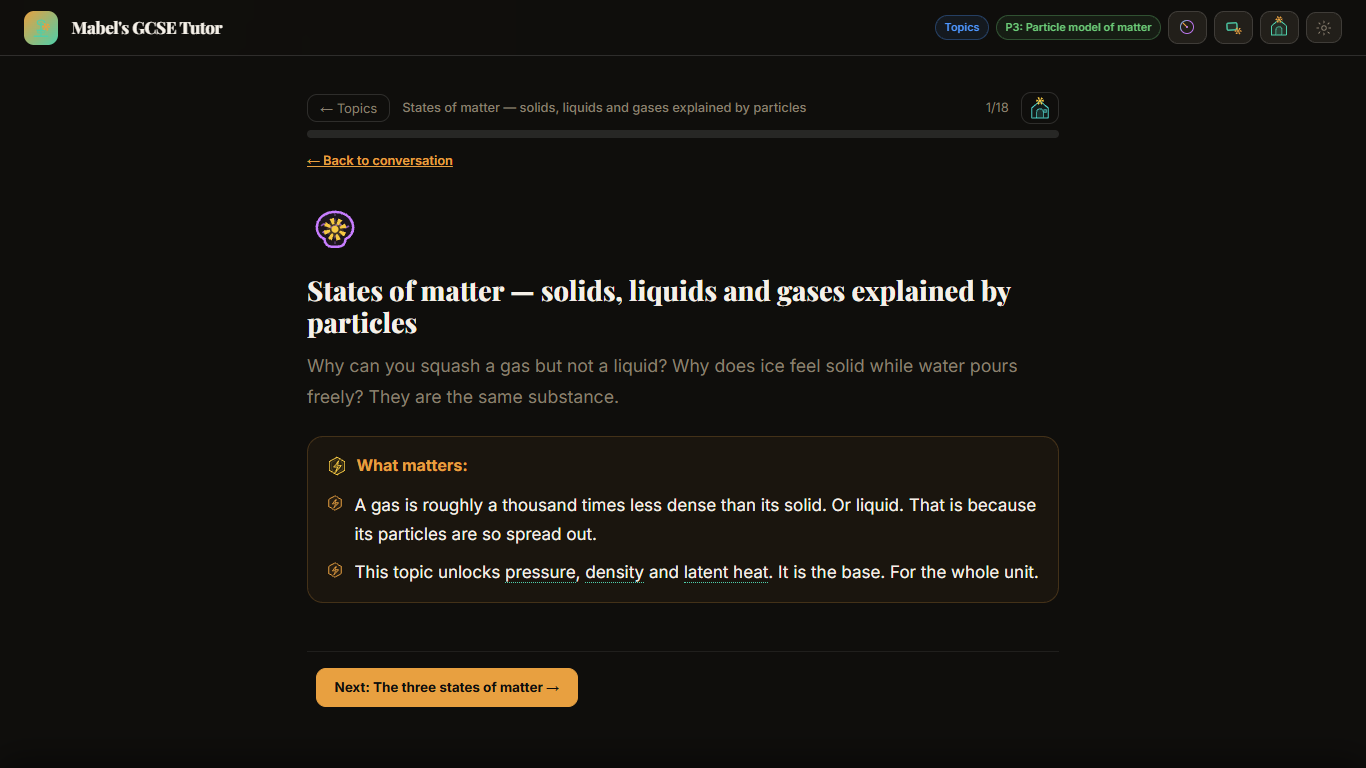 Mabel's GCSE Tutor
Topics
P3: Particle model of matter
← Topics
States of matter — solids, liquids and gases explained by particles
1/18
← Back to conversation
States of matter — solids, liquids and gases explained by
particles
Why can you squash a gas but not a liquid? Why does ice feel solid while water pours
freely? They are the same substance.
What matters:
A gas is roughly a thousand times less dense than its solid. Or liquid. That is because
its particles are so spread out.
This topic unlocks pressure, density and latent heat. It is the base. For the whole unit.
Next: The three states of matter →